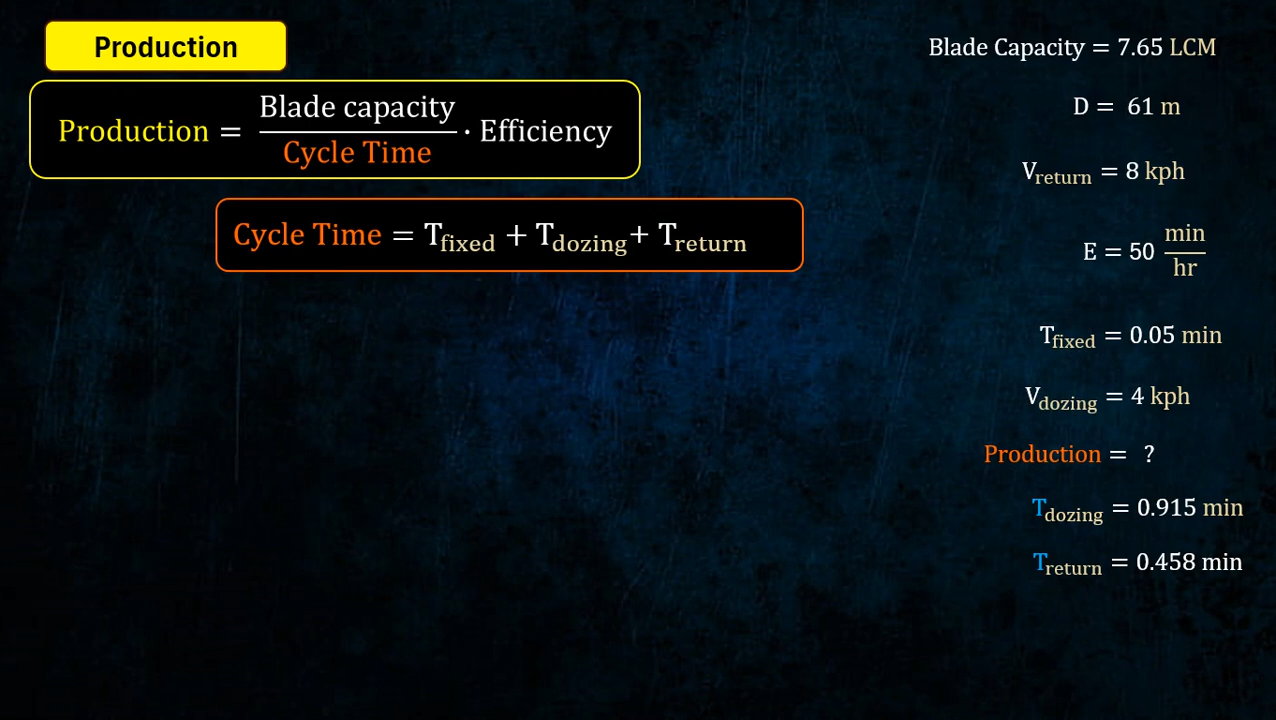 Production
Production = Blade capacity / Cycle Time · Efficiency
Cycle Time = T_fixed + T_dozing + T_return
Blade Capacity = 7.65 LCM
D = 61 m
V_return = 8 kph
E = 50 min / hr
T_fixed = 0.05 min
V_dozing = 4 kph
Production = ?
T_dozing = 0.915 min
T_return = 0.458 min